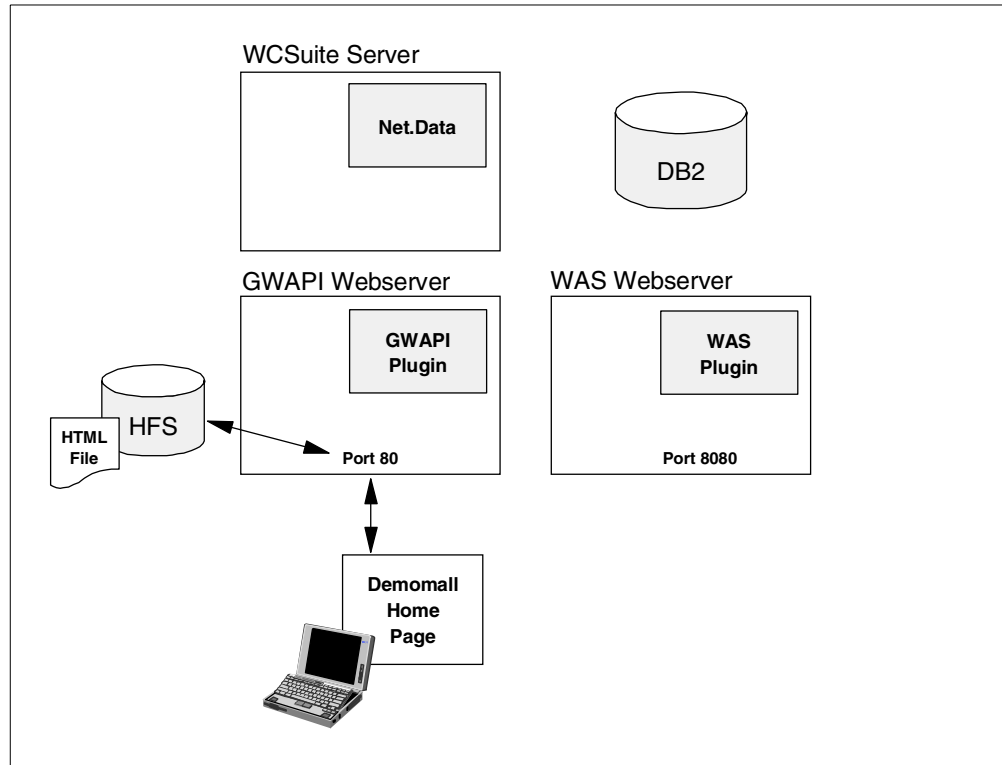 WCSuite Server
Net.Data
DB2
GWAPI Webserver
WAS Webserver
GWAPI
Plugin
WAS
Plugin
HFS
HTML
File
Port 80
Port 8080
Demomall
Home
Page